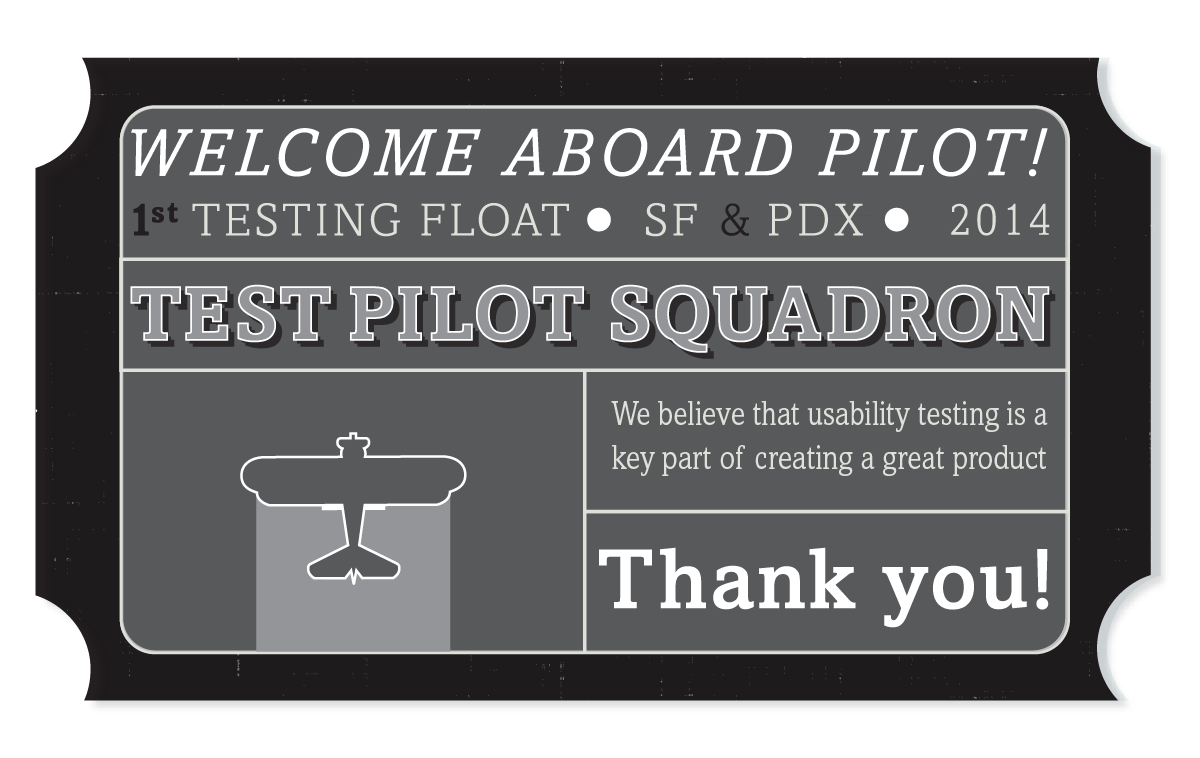 WELCOME ABOARD PILOT!
1st TESTING FLOAT ● SF & PDX ● 2014
TEST PILOT SQUADRON
We believe that usability testing is a
key part of creating a great product
Thank you!